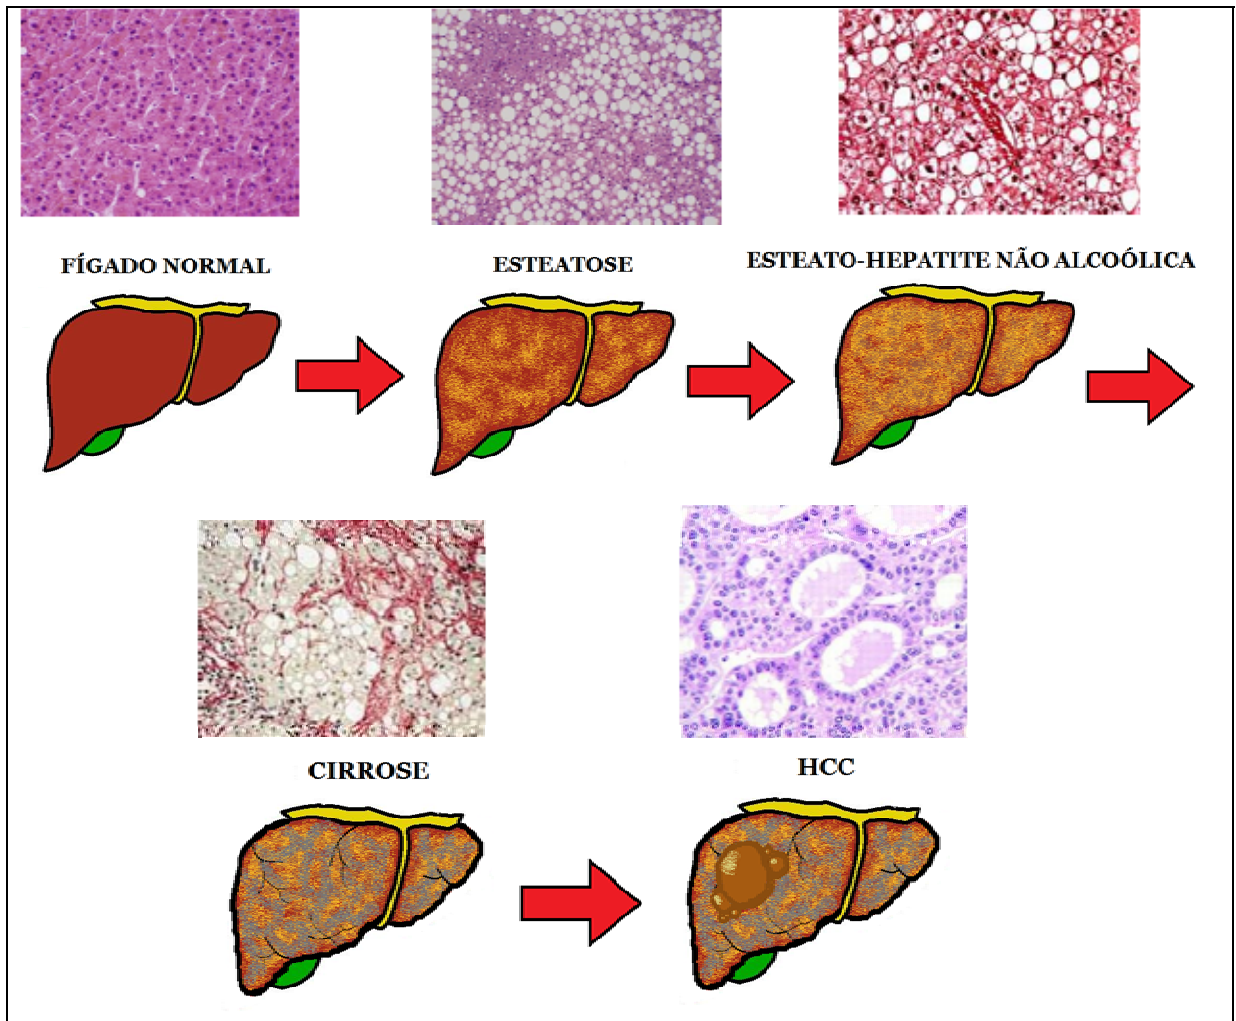 FÍGADO NORMAL
ESTEATOSE
ESTEATO-HEPATITE NÃO ALCOÓLICA
CIRROSE
HCC